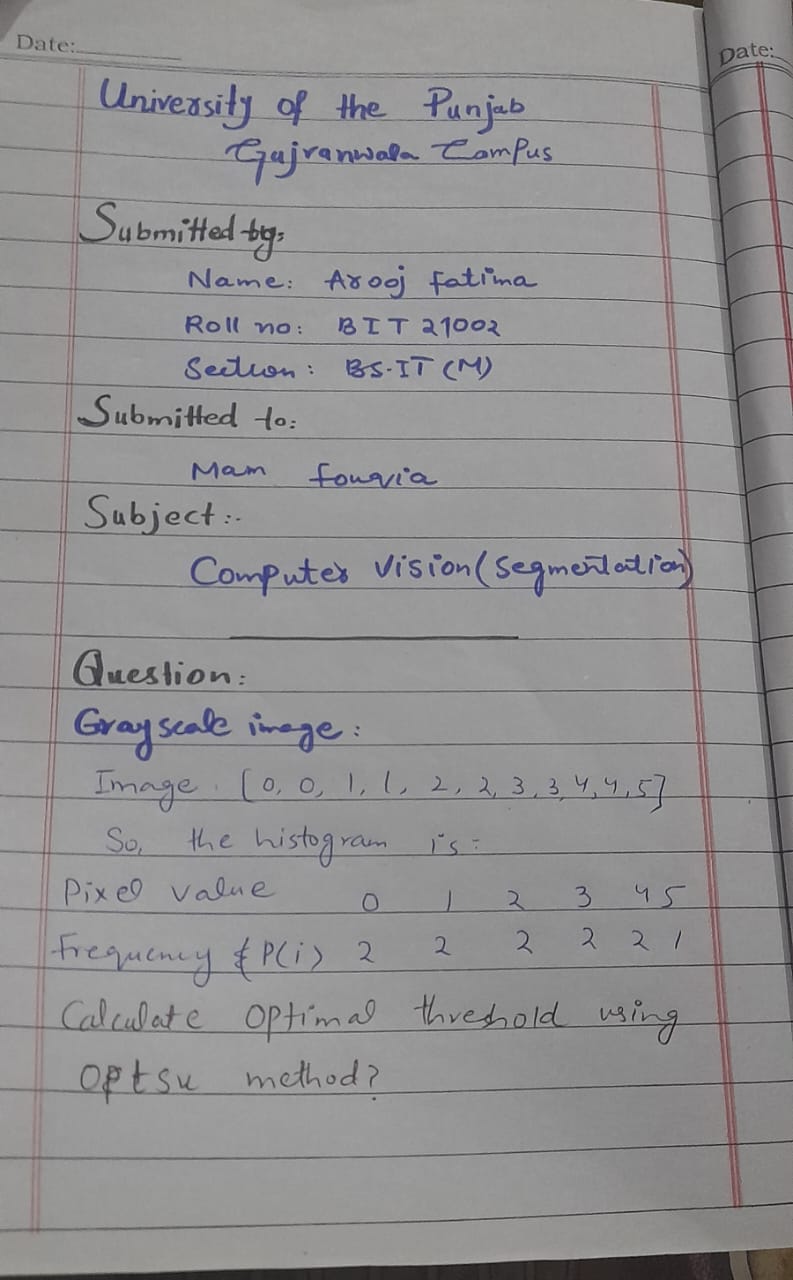 Date:
Date:
University of the Punjab
Gujranwala Campus
Submitted by:
Name: Arooj fatima
Roll no: BIT21002
Section: BS-IT (M)
Submitted to:
Mam fouzia
Subject:-
Computer Vision (Segmentation)
Question:
Grayscale image:
Image. [0, 0, 1, 1, 2, 2, 3, 3, 4, 4, 5]
So, the histogram is:
Pixel value 0 1 2 3 4 5
Frequency P(i) 2 2 2 2 2 1
Calculate optimal threshold using
optsu method?